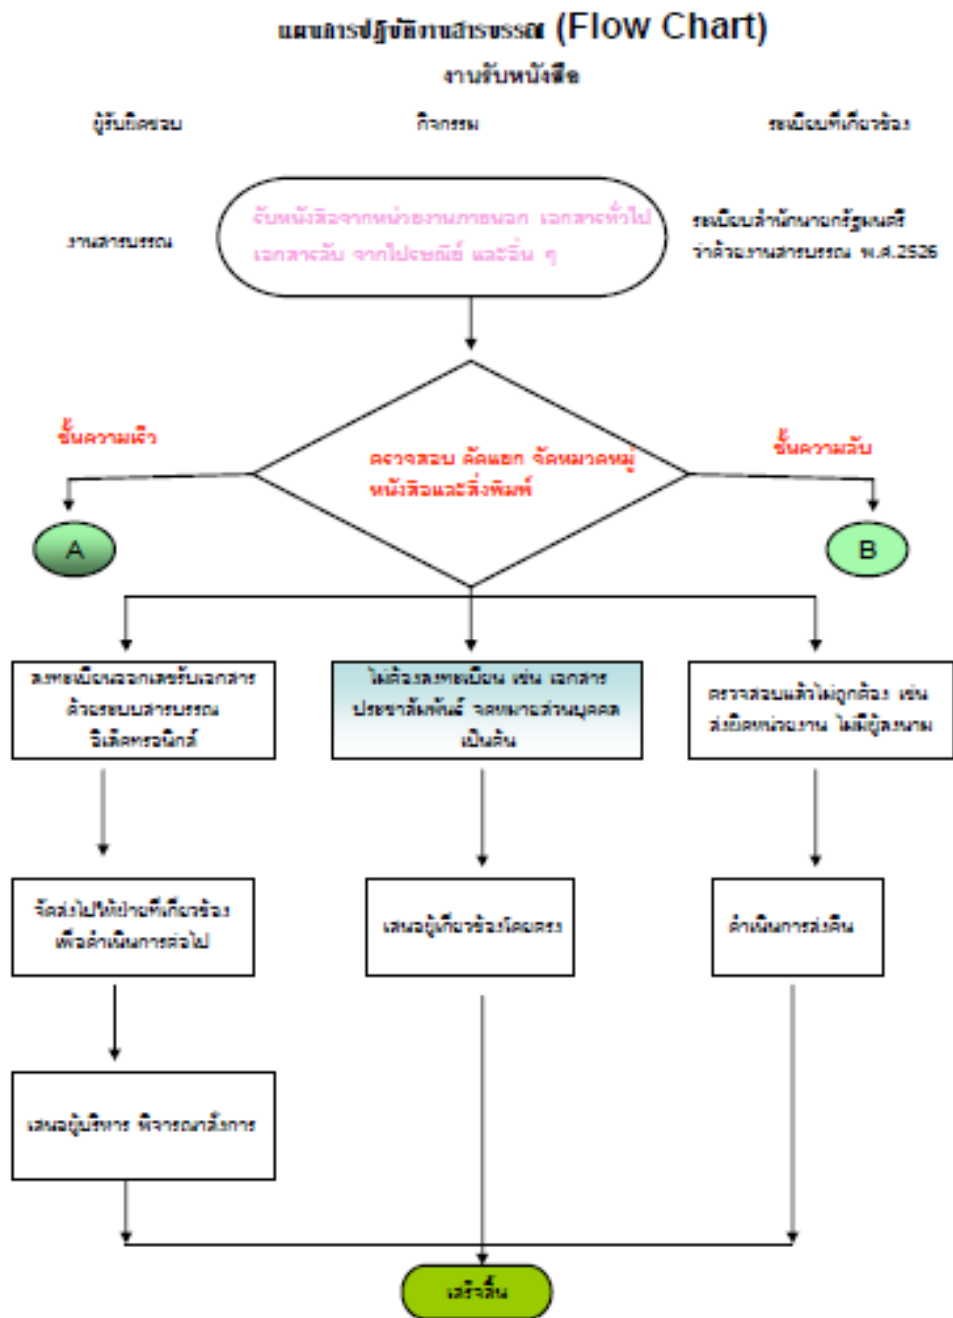 แผนการปฏิบัติงานสารบรรณ (Flow Chart)
งานรับหนังสือ
ผู้รับผิดชอบ
กิจกรรม
ระเบียบที่เกี่ยวข้อง
งานสารบรรณ
รับหนังสือจากหน่วยงานภายนอก เอกสารทั่วไป
เอกสารลับ จากไปรษณีย์ และอื่น ๆ
ระเบียบสำนักนายกรัฐมนตรี
ว่าด้วยงานสารบรรณ พ.ศ.2526
ชั้นความเร็ว
ตรวจสอบ คัดแยก จัดหมวดหมู่
หนังสือและสิ่งพิมพ์
ชั้นความลับ
A
B
ลงทะเบียนออกเลขรับเอกสาร
ด้วยระบบสารบรรณ
อิเล็คทรอนิกส์
ไม่ต้องลงทะเบียน เช่น เอกสาร
ประชาสัมพันธ์ จดหมายส่วนบุคคล
เป็นต้น
ตรวจสอบแล้วไม่ถูกต้อง เช่น
ส่งผิดหน่วยงาน ไม่มีผู้ลงนาม
จัดส่งไปให้ฝ่ายที่เกี่ยวข้อง
เพื่อดำเนินการต่อไป
เสนอผู้เกี่ยวข้องโดยตรง
ดำเนินการส่งคืน
เสนอผู้บริหาร พิจารณาสั่งการ
เสร็จสิ้น